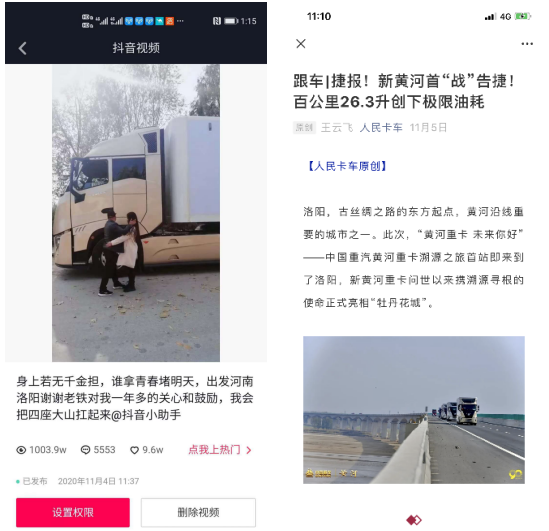 1:15
抖音视频
身上若无千金担，谁拿青春堵明天，出发河南
洛阳谢谢老铁对我一年多的关心和鼓励，我会
把四座大山扛起来@抖音小助手
1003.9w 5553 9.6w 点我上热门
已发布 2020年11月4日 11:37
设置权限 删除视频
11:10 4G
跟车|捷报！新黄河首“战”告捷！
百公里26.3升创下极限油耗
原创 王云飞 人民卡车 11月5日
【人民卡车原创】
洛阳，古丝绸之路的东方起点，黄河沿线重
要的城市之一。此次，“黄河重卡 未来你好”
——中国重汽黄河重卡溯源之旅首站即来到
了洛阳，新黄河重卡问世以来携溯源寻根的
使命正式亮相“牡丹花城”。